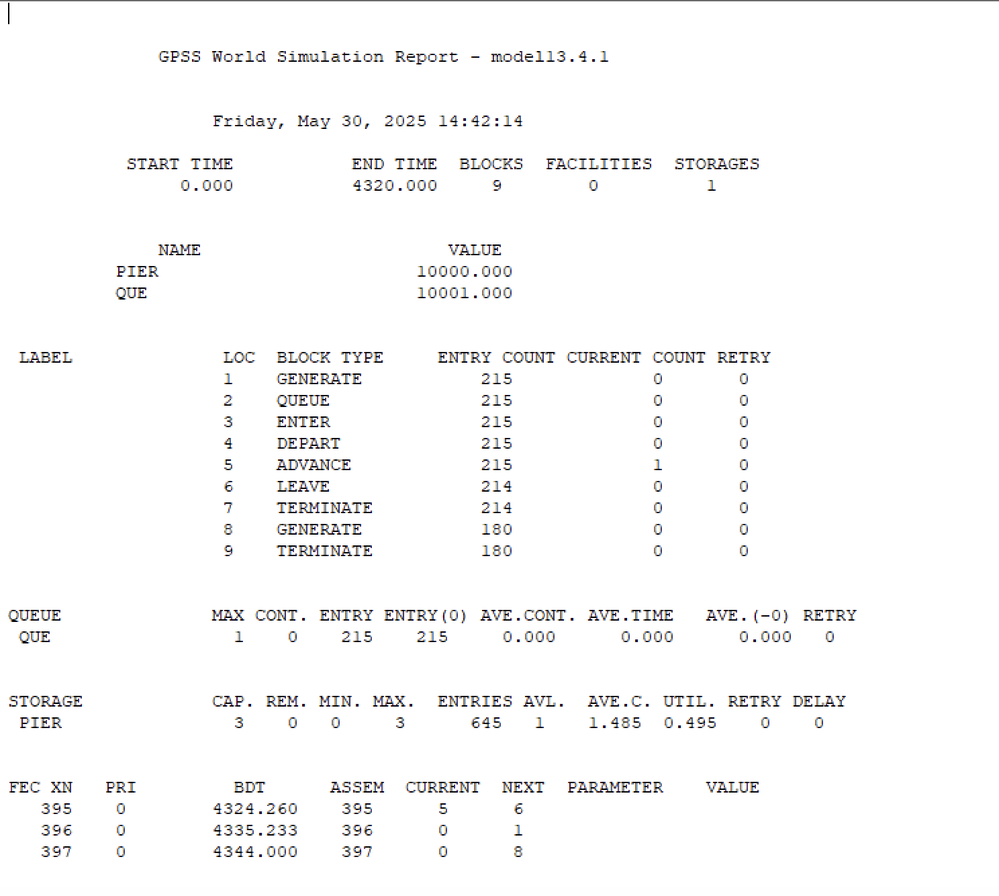 GPSS World Simulation Report - model13.4.1
Friday, May 30, 2025 14:42:14
START TIME END TIME BLOCKS FACILITIES STORAGES
0.000 4320.000 9 0 1
NAME VALUE
PIER 10000.000
QUE 10001.000
LABEL LOC BLOCK TYPE ENTRY COUNT CURRENT COUNT RETRY
1 GENERATE 215 0 0
2 QUEUE 215 0 0
3 ENTER 215 0 0
4 DEPART 215 0 0
5 ADVANCE 215 1 0
6 LEAVE 214 0 0
7 TERMINATE 214 0 0
8 GENERATE 180 0 0
9 TERMINATE 180 0 0
QUEUE MAX CONT. ENTRY ENTRY(0) AVE.CONT. AVE.TIME AVE.(-0) RETRY
QUE 1 0 215 215 0.000 0.000 0.000 0
STORAGE CAP. REM. MIN. MAX. ENTRIES AVL. AVE.C. UTIL. RETRY DELAY
PIER 3 0 0 3 645 1 1.485 0.495 0 0
FEC XN PRI BDT ASSEM CURRENT NEXT PARAMETER VALUE
395 0 4324.260 395 5 6
396 0 4335.233 396 0 1
397 0 4344.000 397 0 8